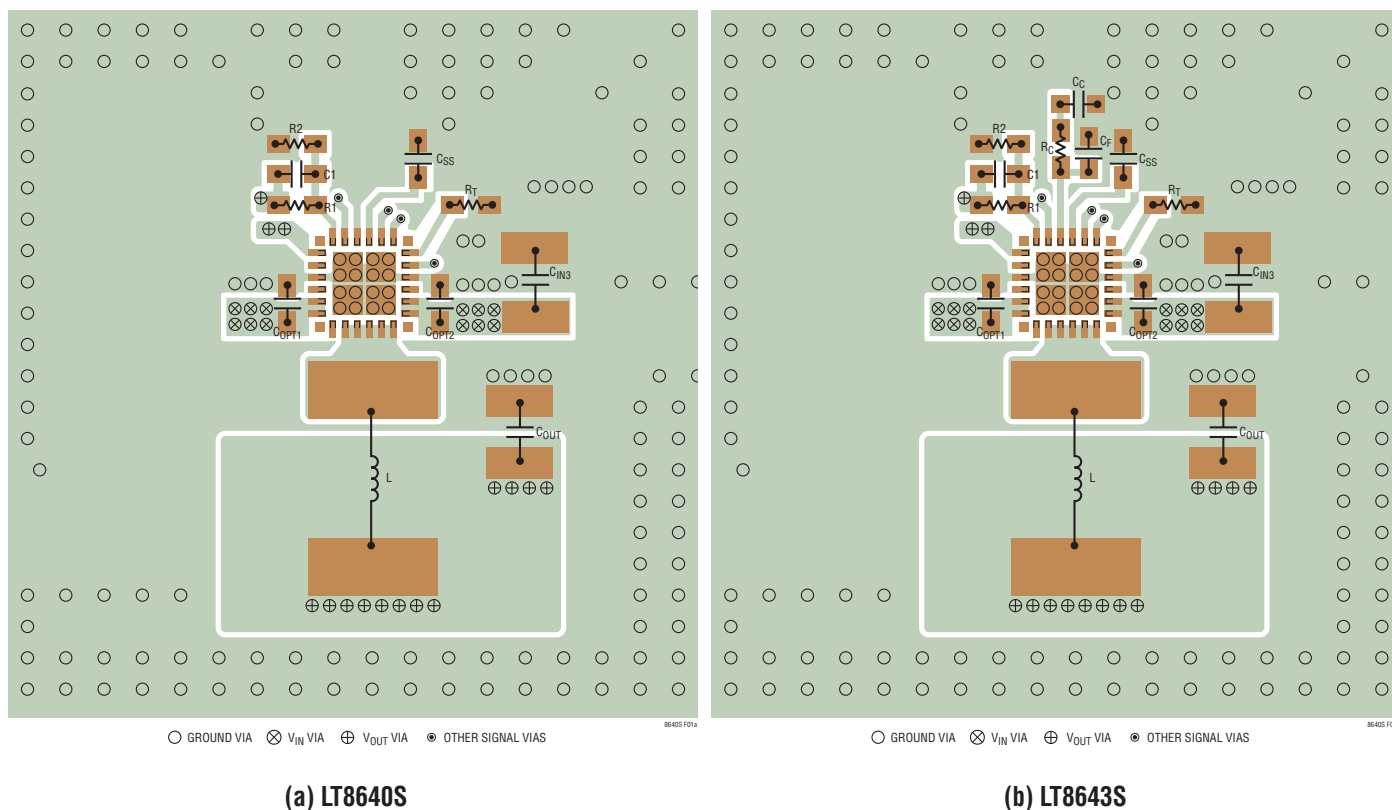 R2
C1
R1
CSS
RT
CIN3
COPT1
COPT2
COUT
L
8640S F01a
GROUND VIA VIN VIA VOUT VIA OTHER SIGNAL VIAS
(a) LT8640S
CC
R2
RC
CF
CSS
C1
R1
RT
CIN3
COPT1
COPT2
COUT
L
8640S F0
GROUND VIA VIN VIA VOUT VIA OTHER SIGNAL VIAS
(b) LT8643S